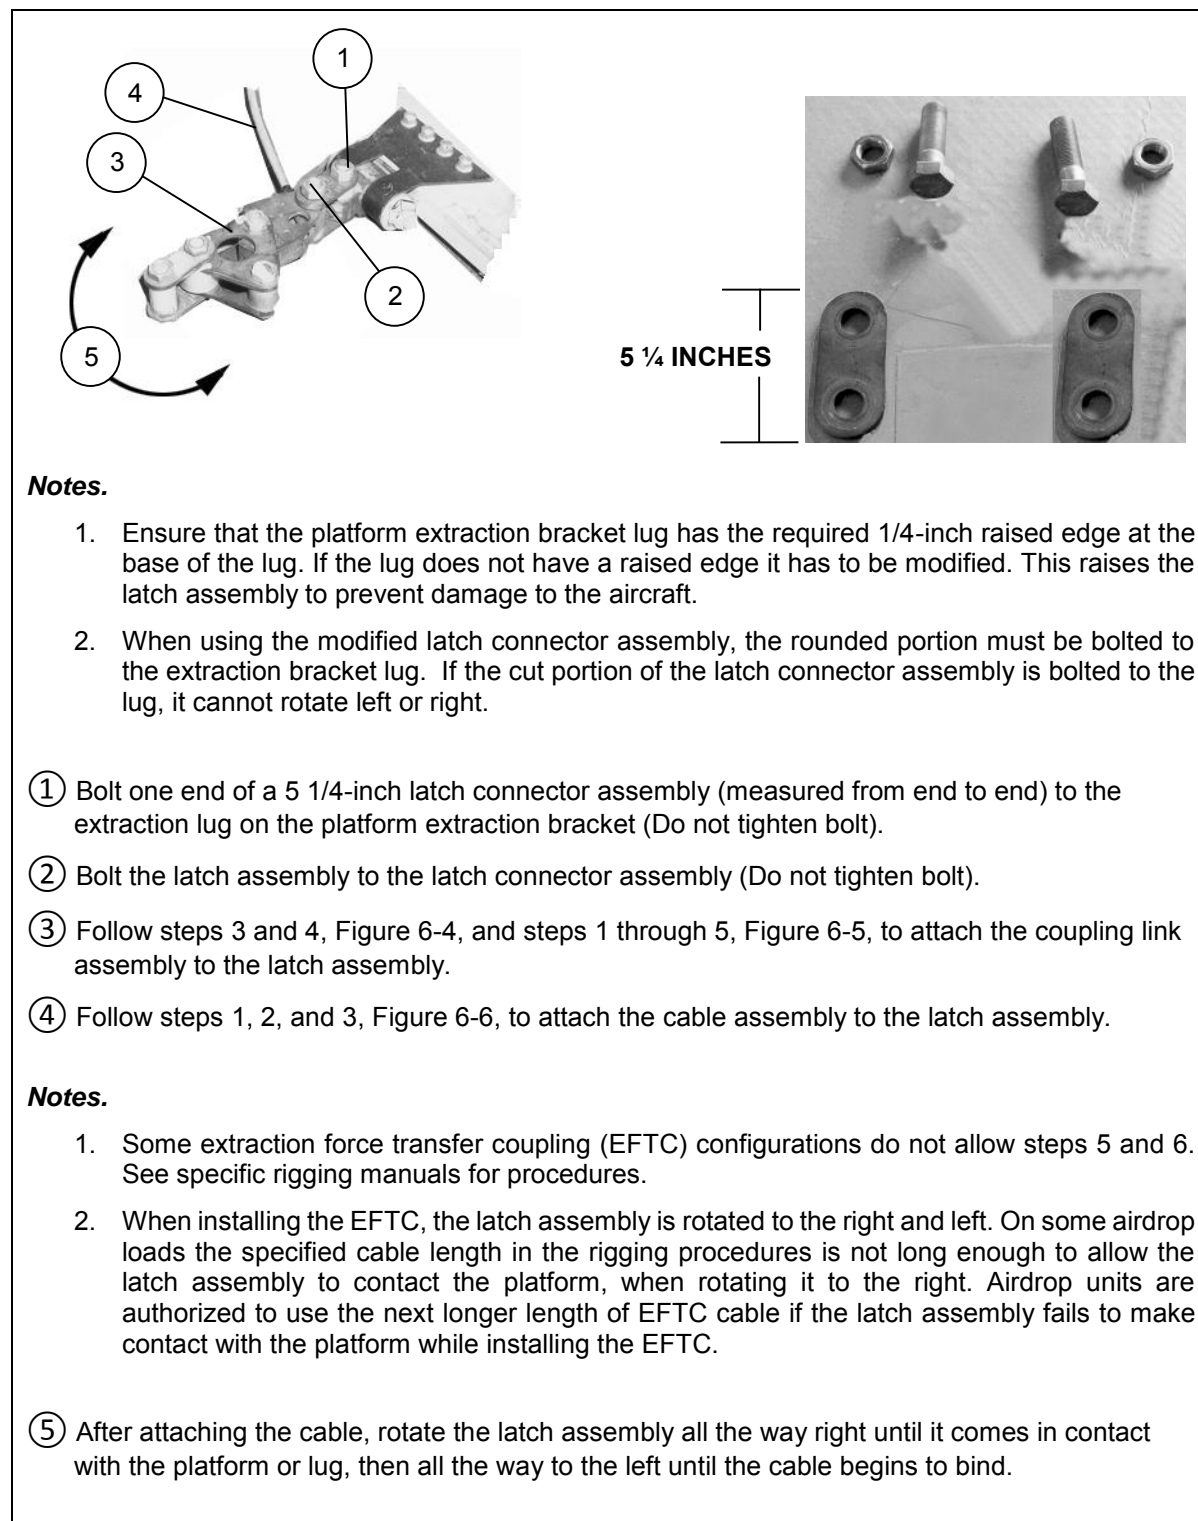 1
4
3
2
5
5 ¼ INCHES
Notes.
1. Ensure that the platform extraction bracket lug has the required 1/4-inch raised edge at the
base of the lug. If the lug does not have a raised edge it has to be modified. This raises the
latch assembly to prevent damage to the aircraft.
2. When using the modified latch connector assembly, the rounded portion must be bolted to
the extraction bracket lug. If the cut portion of the latch connector assembly is bolted to the
lug, it cannot rotate left or right.
① Bolt one end of a 5 1/4-inch latch connector assembly (measured from end to end) to the
extraction lug on the platform extraction bracket (Do not tighten bolt).
② Bolt the latch assembly to the latch connector assembly (Do not tighten bolt).
③ Follow steps 3 and 4, Figure 6-4, and steps 1 through 5, Figure 6-5, to attach the coupling link
assembly to the latch assembly.
④ Follow steps 1, 2, and 3, Figure 6-6, to attach the cable assembly to the latch assembly.
Notes.
1. Some extraction force transfer coupling (EFTC) configurations do not allow steps 5 and 6.
See specific rigging manuals for procedures.
2. When installing the EFTC, the latch assembly is rotated to the right and left. On some airdrop
loads the specified cable length in the rigging procedures is not long enough to allow the
latch assembly to contact the platform, when rotating it to the right. Airdrop units are
authorized to use the next longer length of EFTC cable if the latch assembly fails to make
contact with the platform while installing the EFTC.
⑤ After attaching the cable, rotate the latch assembly all the way right until it comes in contact
with the platform or lug, then all the way to the left until the cable begins to bind.